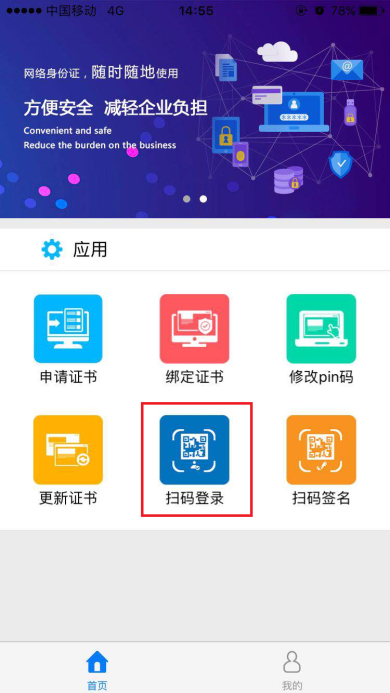 中国移动 4G 14:55 78%
网络身份证，随时随地使用
方便安全 减轻企业负担
Convenient and safe
Reduce the burden on the business
应用
申请证书 绑定证书 修改pin码
更新证书 扫码登录 扫码签名
首页 我的